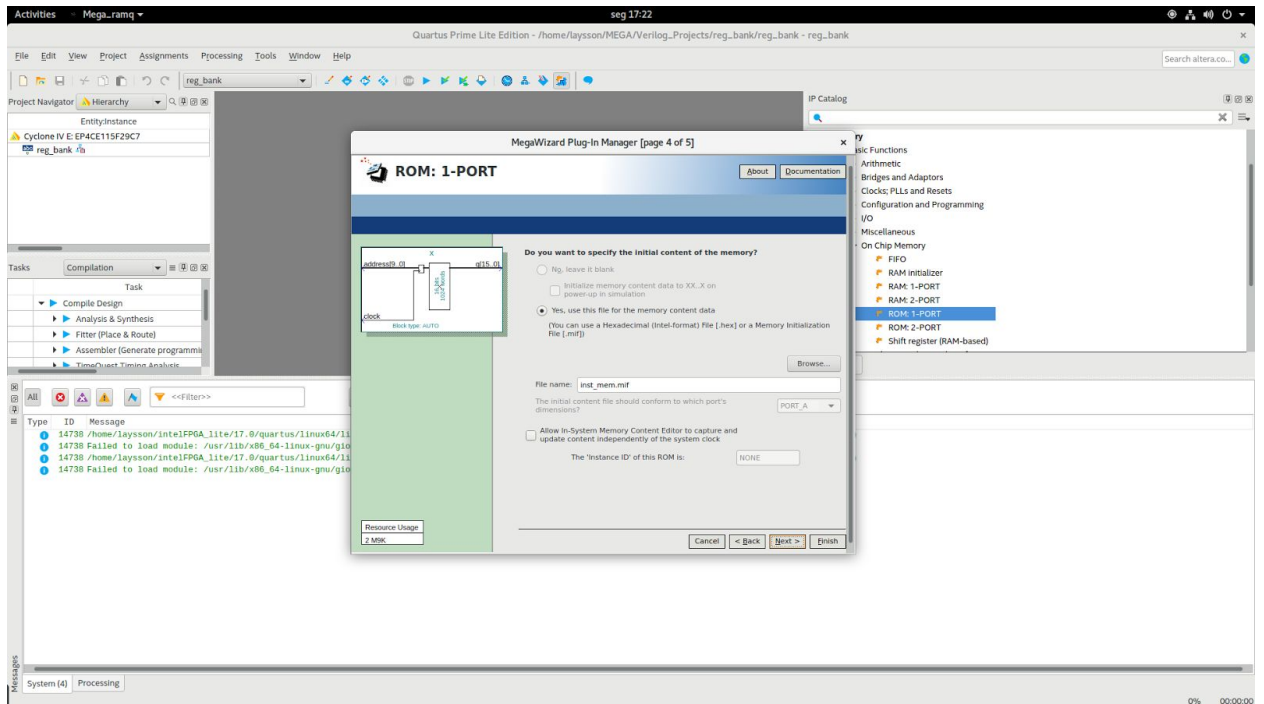 Activities Mega_ramq seg 17:22
Quartus Prime Lite Edition - /home/laysson/MEGA/Verilog_Projects/reg_bank/reg_bank - reg_bank
File Edit View Project Assignments Processing Tools Window Help
Search altera.co...
reg_bank
Project Navigator Hierarchy
Entity:Instance
Cyclone IV E: EP4CE115F29C7
reg_bank
Tasks Compilation
Task
Compile Design
Analysis & Synthesis
Fitter (Place & Route)
Assembler (Generate programmi
TimeQuest Timing Analysis
IP Catalog
ry
sic Functions
Arithmetic
Bridges and Adaptors
Clocks; PLLs and Resets
Configuration and Programming
I/O
Miscellaneous
On Chip Memory
FIFO
RAM initializer
RAM: 1-PORT
RAM: 2-PORT
ROM: 1-PORT
ROM: 2-PORT
Shift register (RAM-based)
MegaWizard Plug-In Manager [page 4 of 5]
ROM: 1-PORT
About Documentation
x
address[9..0] q[15..0]
16 bits
1024 words
clock
Block type: AUTO
Do you want to specify the initial content of the memory?
No, leave it blank
Initialize memory content data to XX..X on
power-up in simulation
Yes, use this file for the memory content data
(You can use a Hexadecimal (Intel-format) File [.hex] or a Memory Initialization
File [.mif])
Browse...
File name: inst_mem.mif
The initial content file should conform to which port's
dimensions?
PORT_A
Allow In-System Memory Content Editor to capture and
update content independently of the system clock
The 'Instance ID' of this ROM is: NONE
Resource Usage
2 M9K
Cancel < Back Next > Finish
All <<Filter>>
Type ID Message
14738 /home/laysson/intelFPGA_lite/17.0/quartus/linux64/li
14738 Failed to load module: /usr/lib/x86_64-linux-gnu/gio
14738 /home/laysson/intelFPGA_lite/17.0/quartus/linux64/li
14738 Failed to load module: /usr/lib/x86_64-linux-gnu/gio
Messages
System (4) Processing
0% 00:00:00